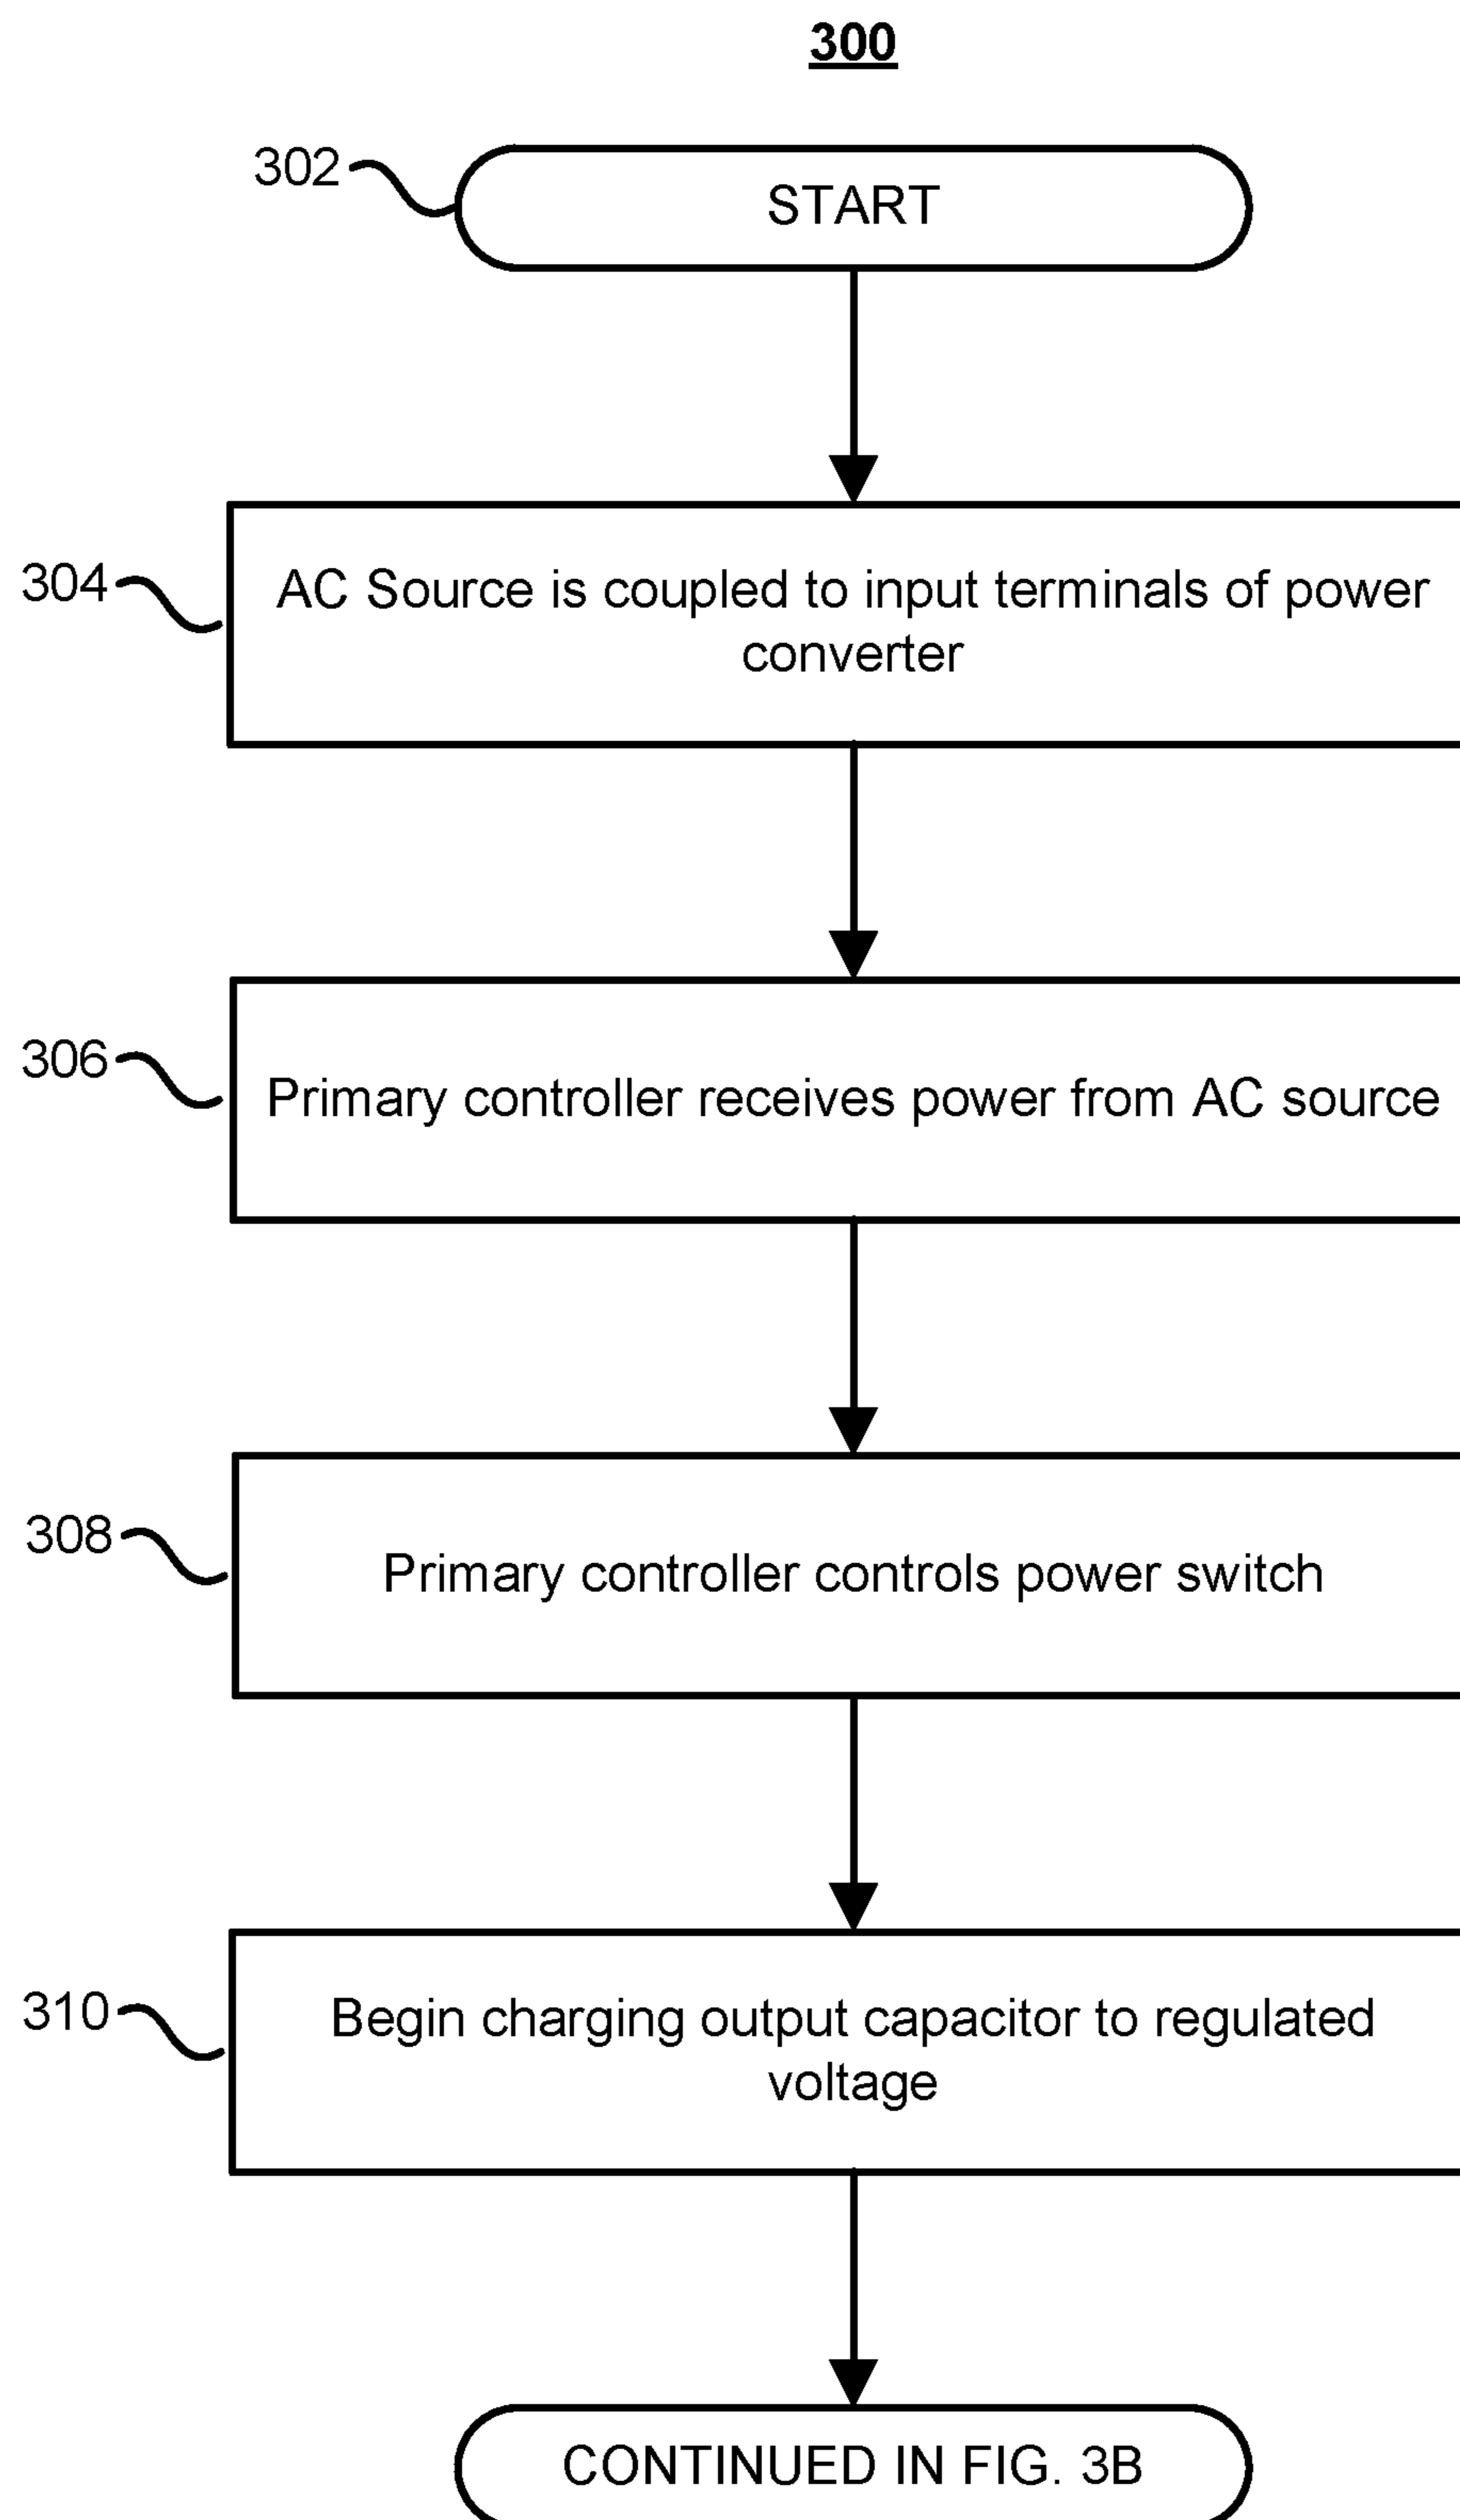 300
302
START
304
AC Source is coupled to input terminals of power
converter
306
Primary controller receives power from AC source
308
Primary controller controls power switch
310
Begin charging output capacitor to regulated
voltage
CONTINUED IN FIG. 3B